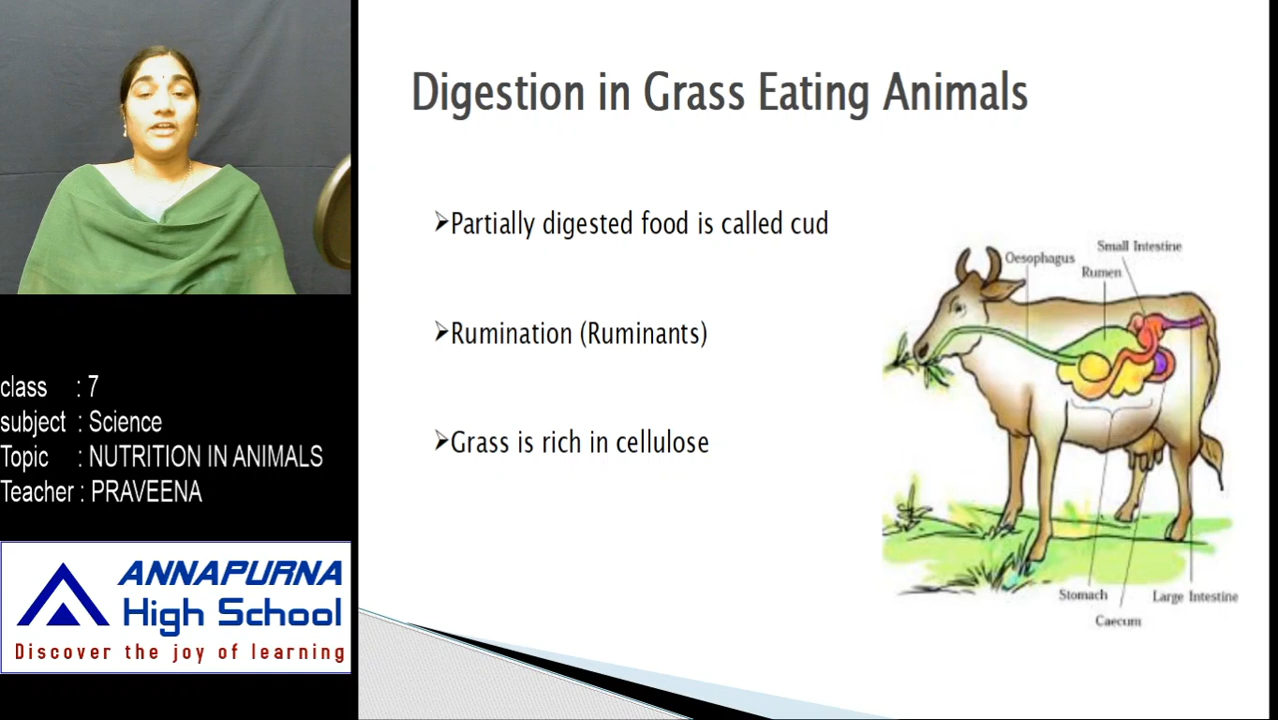 Digestion in Grass Eating Animals
➢Partially digested food is called cud
➢Rumination (Ruminants)
➢Grass is rich in cellulose
Small Intestine
Oesophagus
Rumen
Stomach
Large Intestine
Caecum
class : 7
subject : Science
Topic : NUTRITION IN ANIMALS
Teacher : PRAVEENA
ANNAPURNA
High School
Discover the joy of learning